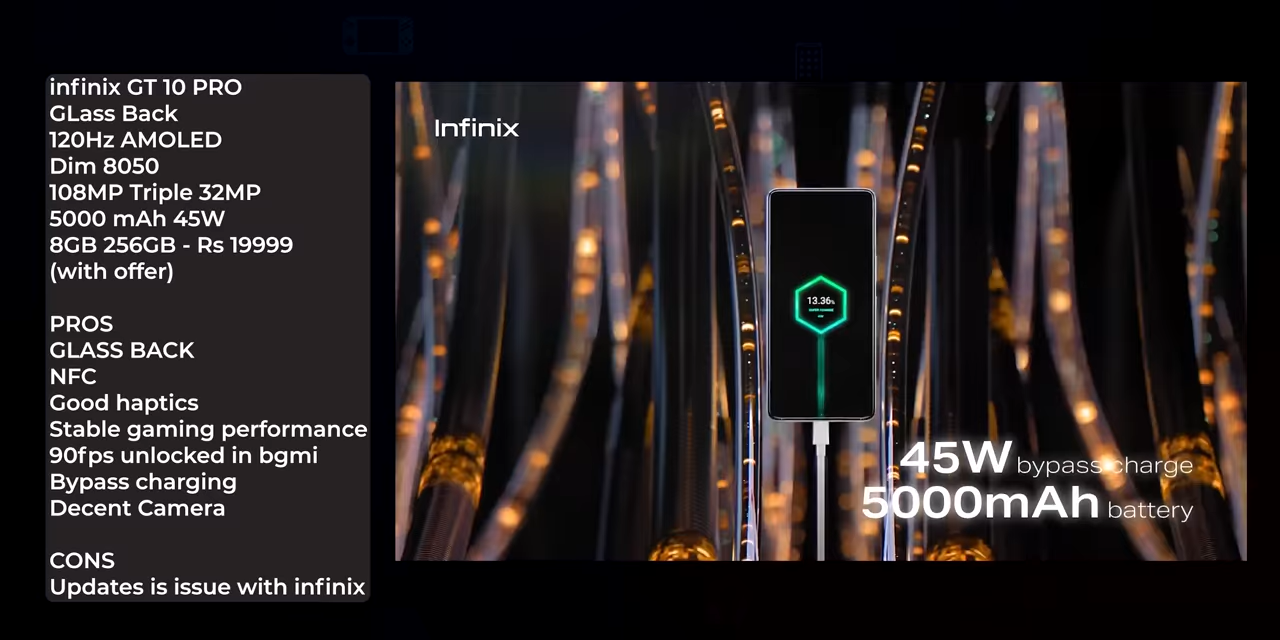 infinix GT 10 PRO
GLass Back
120Hz AMOLED
Dim 8050
108MP Triple 32MP
5000 mAh 45W
8GB 256GB - Rs 19999
(with offer)
PROS
GLASS BACK
NFC
Good haptics
Stable gaming performance
90fps unlocked in bgmi
Bypass charging
Decent Camera
CONS
Updates is issue with infinix
Infinix
13.36%
45W bypass charge
5000mAh battery